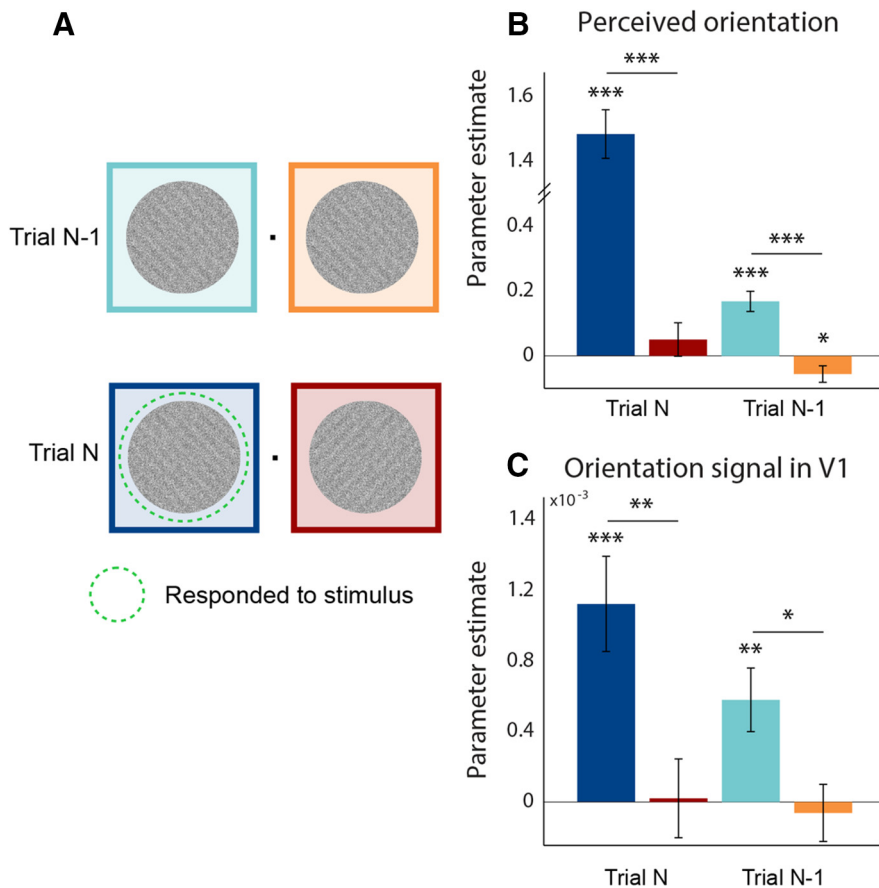 A
Trial N-1
Trial N
Responded to stimulus
B
Perceived orientation
Parameter estimate
1.6
1.4
0.4
0.2
0
***
***
***
***
*
Trial N
Trial N-1
C
Orientation signal in V1
x10-3
Parameter estimate
1.4
1.2
0.8
0.4
0
**
***
*
**
Trial N
Trial N-1